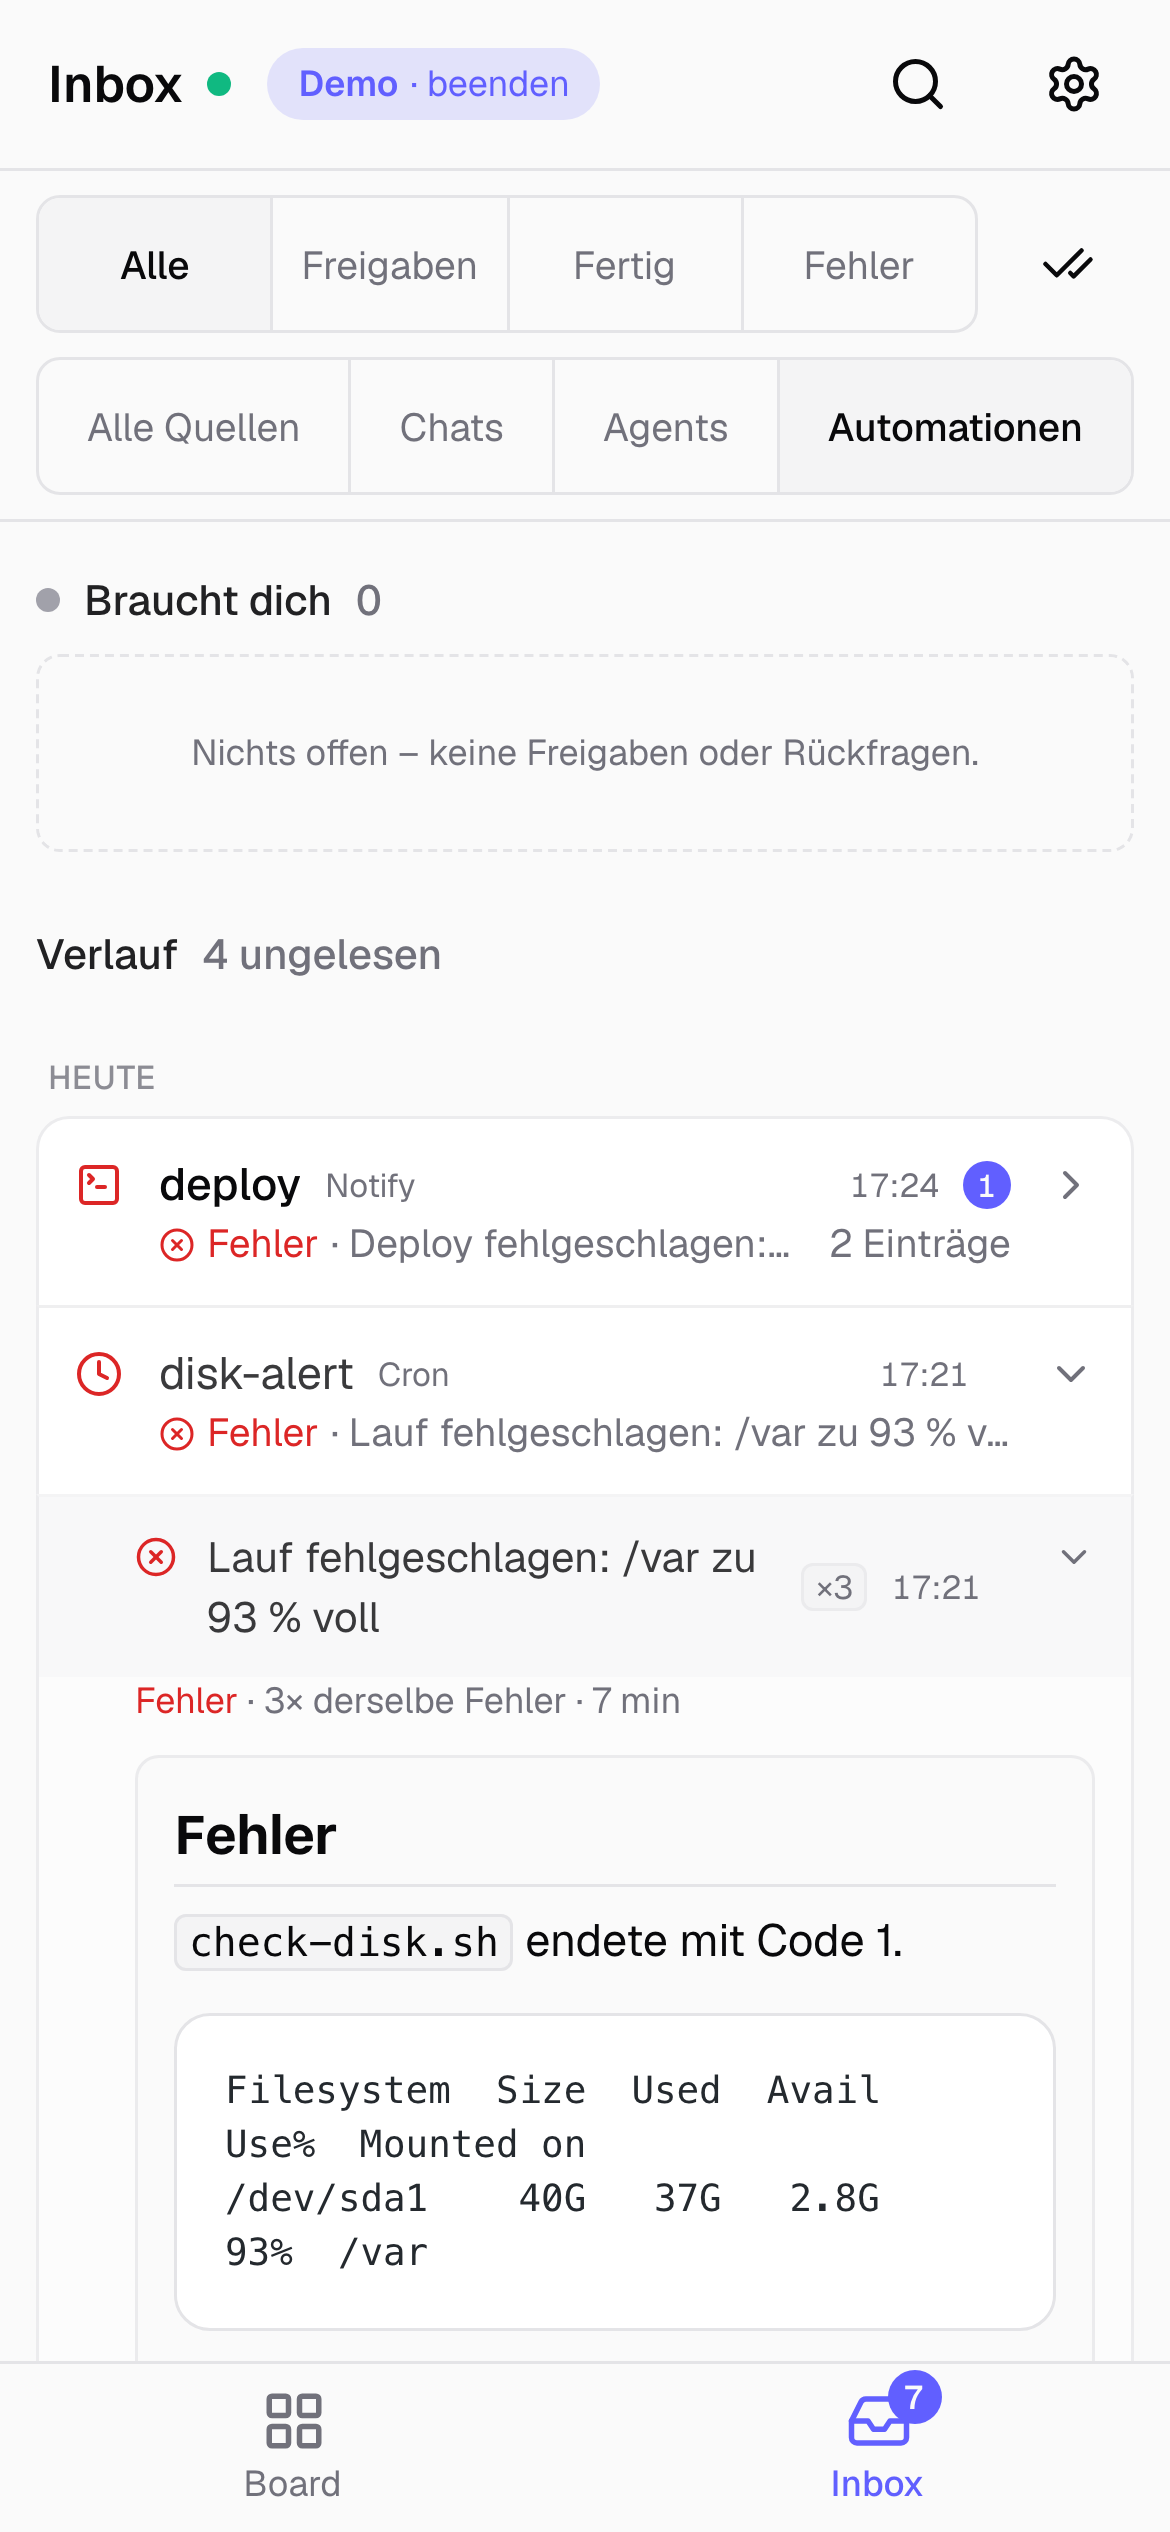 Inbox
Demo · beenden
Alle
Freigaben
Fertig
Fehler
Alle Quellen
Chats
Agents
Automationen
Braucht dich 0
Nichts offen – keine Freigaben oder Rückfragen.
Verlauf 4 ungelesen
HEUTE
deploy Notify 17:24 1
Fehler · Deploy fehlgeschlagen:… 2 Einträge
disk-alert Cron 17:21
Fehler · Lauf fehlgeschlagen: /var zu 93 % v…
Lauf fehlgeschlagen: /var zu
93 % voll
×3 17:21
Fehler · 3× derselbe Fehler · 7 min
Fehler
check-disk.sh endete mit Code 1.
Filesystem Size Used Avail
Use% Mounted on
/dev/sda1 40G 37G 2.8G
93% /var
Board
7
Inbox